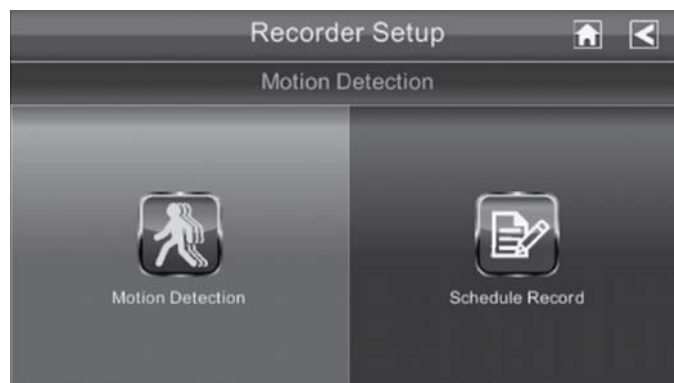 Recorder Setup
Motion Detection
Motion Detection
Schedule Record